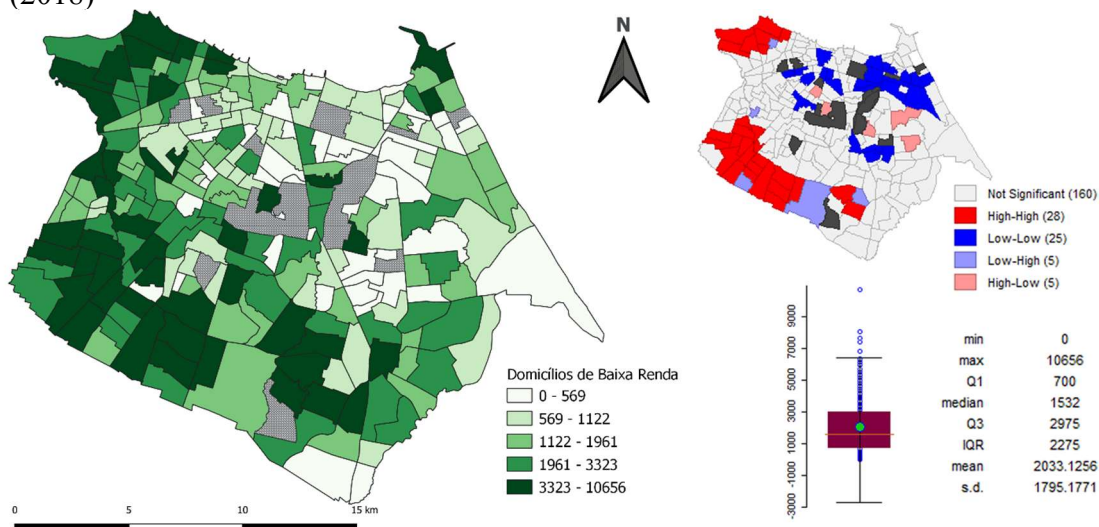 (2018)
N
Domicílios de Baixa Renda
0 - 569
569 - 1122
1122 - 1961
1961 - 3323
3323 - 10656
0 5 10 15 km
Not Significant (160)
High-High (28)
Low-Low (25)
Low-High (5)
High-Low (5)
9000
7000
5000
3000
1000
-1000
-3000
min 0
max 10656
Q1 700
median 1532
Q3 2975
IQR 2275
mean 2033.1256
s.d. 1795.1771